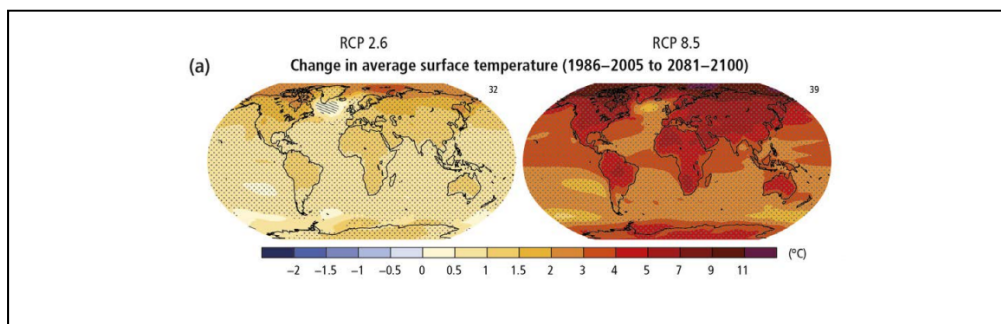 RCP 2.6 RCP 8.5
(a) Change in average surface temperature (1986–2005 to 2081–2100)
32 39
−2 −1.5 −1 −0.5 0 0.5 1 1.5 2 3 4 5 7 9 11 (°C)